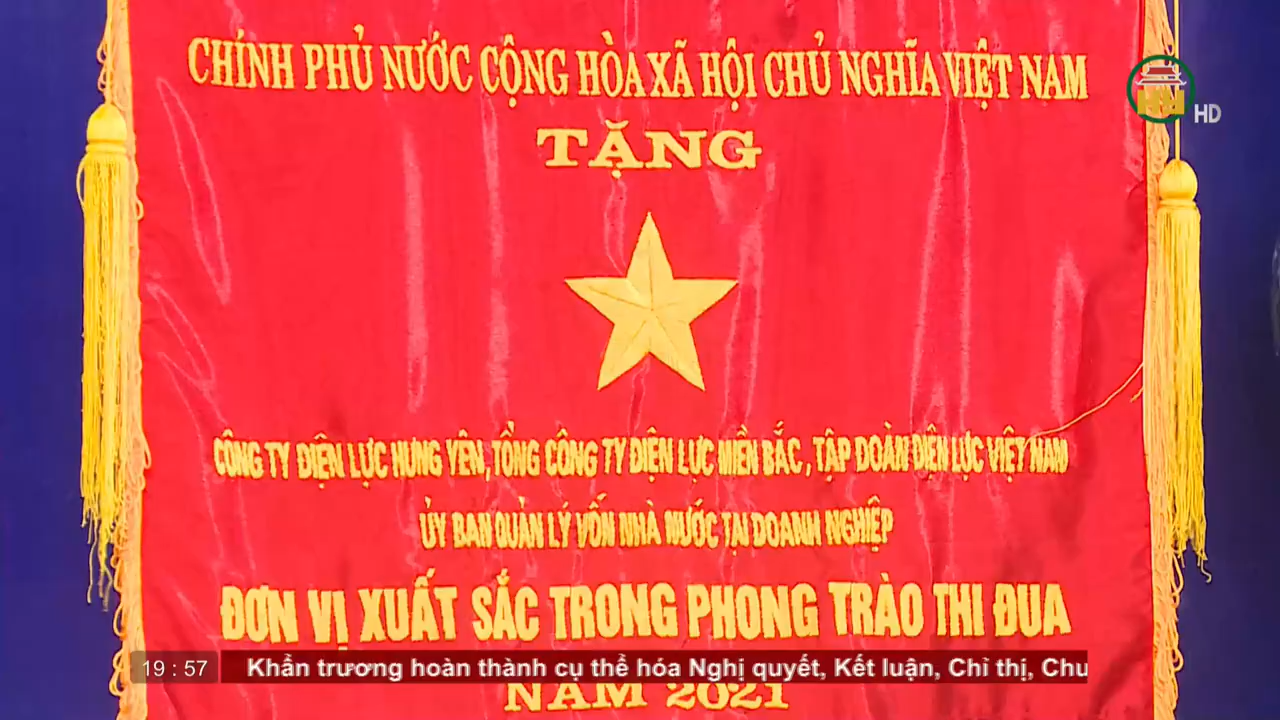 CHÍNH PHỦ NƯỚC CỘNG HÒA XÃ HỘI CHỦ NGHĨA VIỆT NAM
TẶNG
HY HD
CÔNG TY ĐIỆN LỰC HƯNG YÊN, TỔNG CÔNG TY ĐIỆN LỰC MIỀN BẮC, TẬP ĐOÀN ĐIỆN LỰC VIỆT NAM
ỦY BAN QUẢN LÝ VỐN NHÀ NƯỚC TẠI DOANH NGHIỆP
ĐƠN VỊ XUẤT SẮC TRONG PHONG TRÀO THI ĐUA
19 : 57 Khẩn trương hoàn thành cụ thể hóa Nghị quyết, Kết luận, Chỉ thị, Chu
NĂM 2021